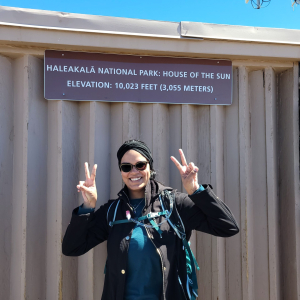 HALEAKALĀ NATIONAL PARK: HOUSE OF THE SUN
ELEVATION: 10,023 FEET (3,055 METERS)